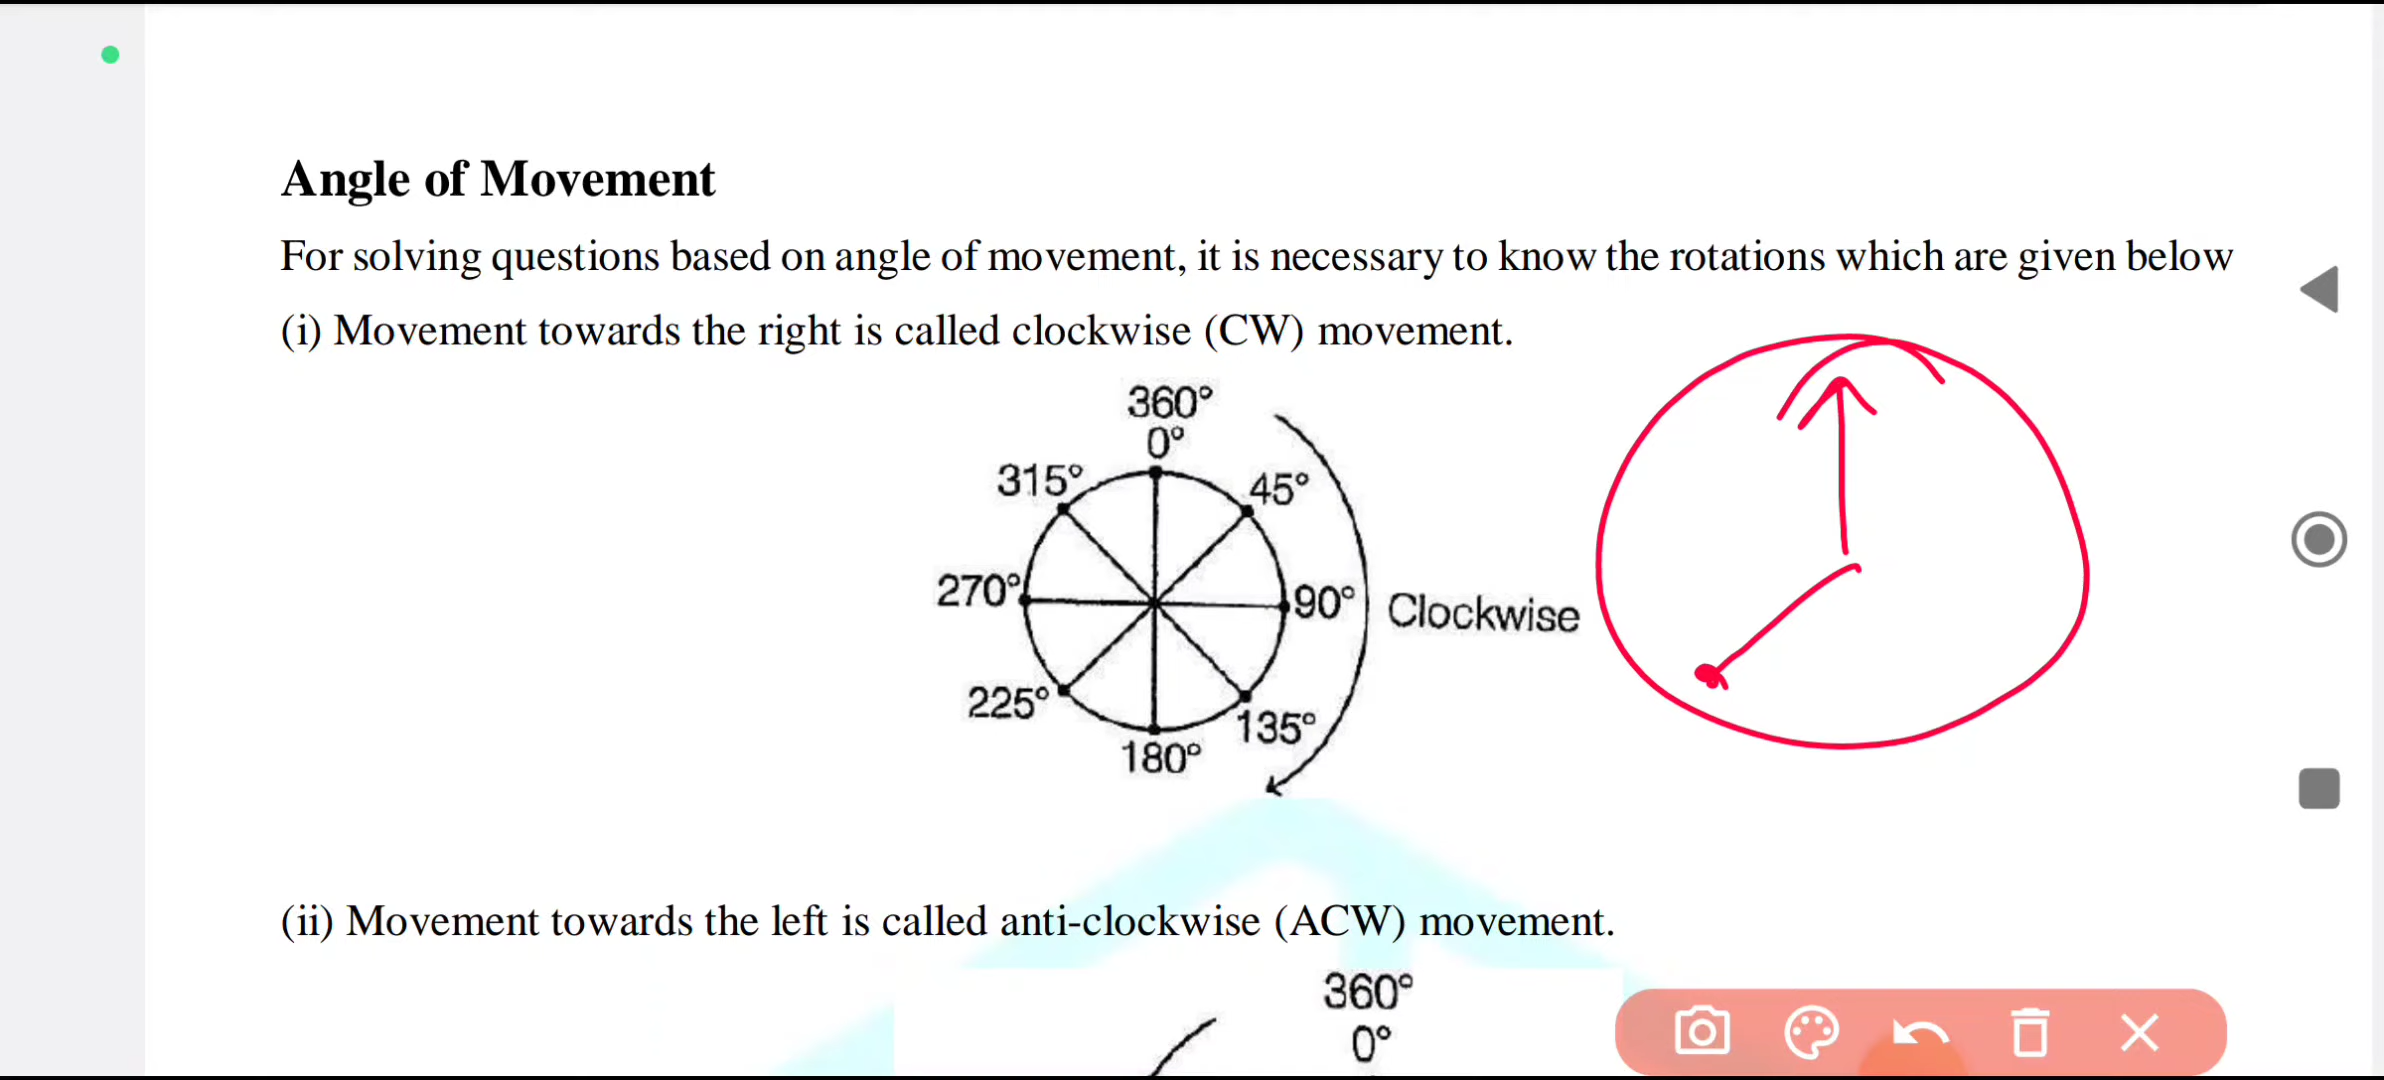 Angle of Movement
For solving questions based on angle of movement, it is necessary to know the rotations which are given below
(i) Movement towards the right is called clockwise (CW) movement.
360°
0°
315°
45°
270°
90°
Clockwise
225°
135°
180°
(ii) Movement towards the left is called anti-clockwise (ACW) movement.
360°
0°